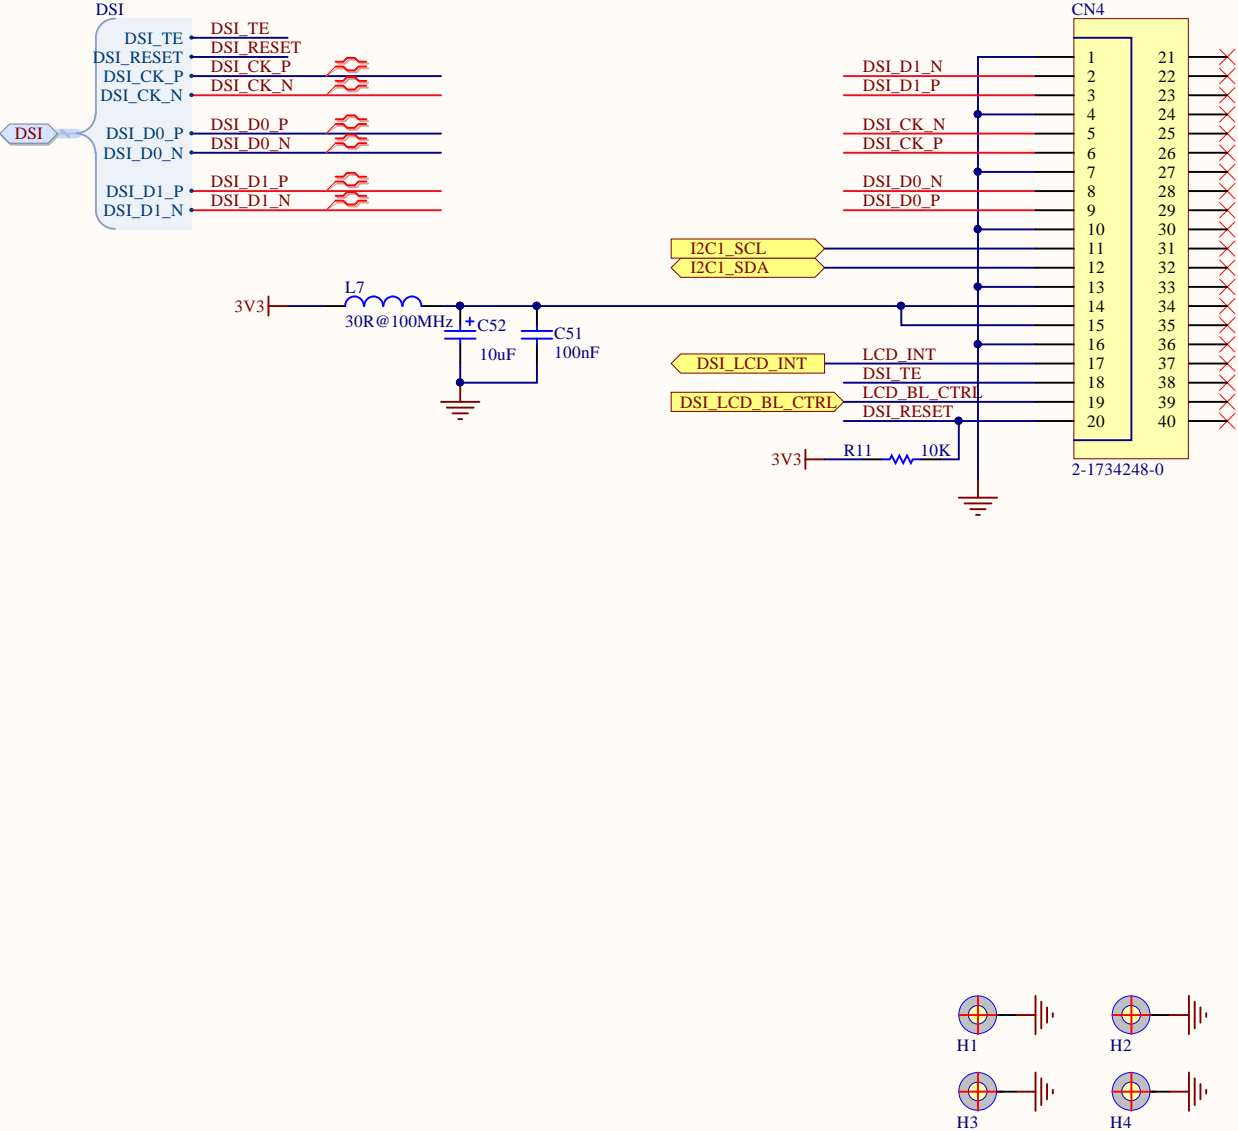 DSI
DSI_TE
DSI_RESET
DSI_CK_P
DSI_CK_N
DSI_D0_P
DSI_D0_N
DSI_D1_P
DSI_D1_N
DSI
DSI_TE
DSI_RESET
DSI_CK_P
DSI_CK_N
DSI_D0_P
DSI_D0_N
DSI_D1_P
DSI_D1_N
3V3
L7
30R@100MHz
+
C52
10uF
C51
100nF
DSI_D1_N
DSI_D1_P
DSI_CK_N
DSI_CK_P
DSI_D0_N
DSI_D0_P
I2C1_SCL
I2C1_SDA
DSI_LCD_INT
LCD_INT
DSI_TE
DSI_LCD_BL_CTRL
LCD_BL_CTRL
DSI_RESET
3V3
R11
10K
CN4
1 21
2 22
3 23
4 24
5 25
6 26
7 27
8 28
9 29
10 30
11 31
12 32
13 33
14 34
15 35
16 36
17 37
18 38
19 39
20 40
2-1734248-0
H1
H2
H3
H4